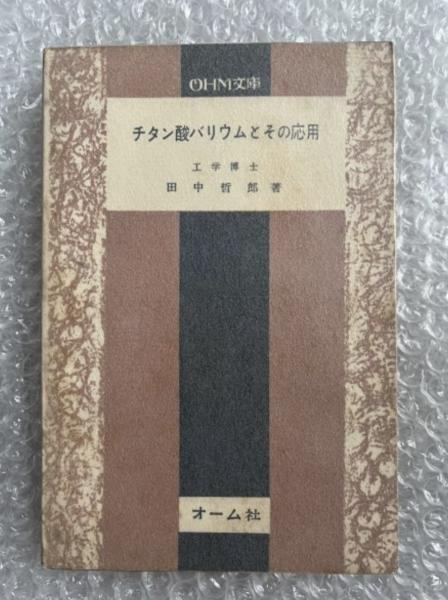 OHM文庫
チタン酸バリウムとその応用
工学博士
田中哲郎著
オーム社